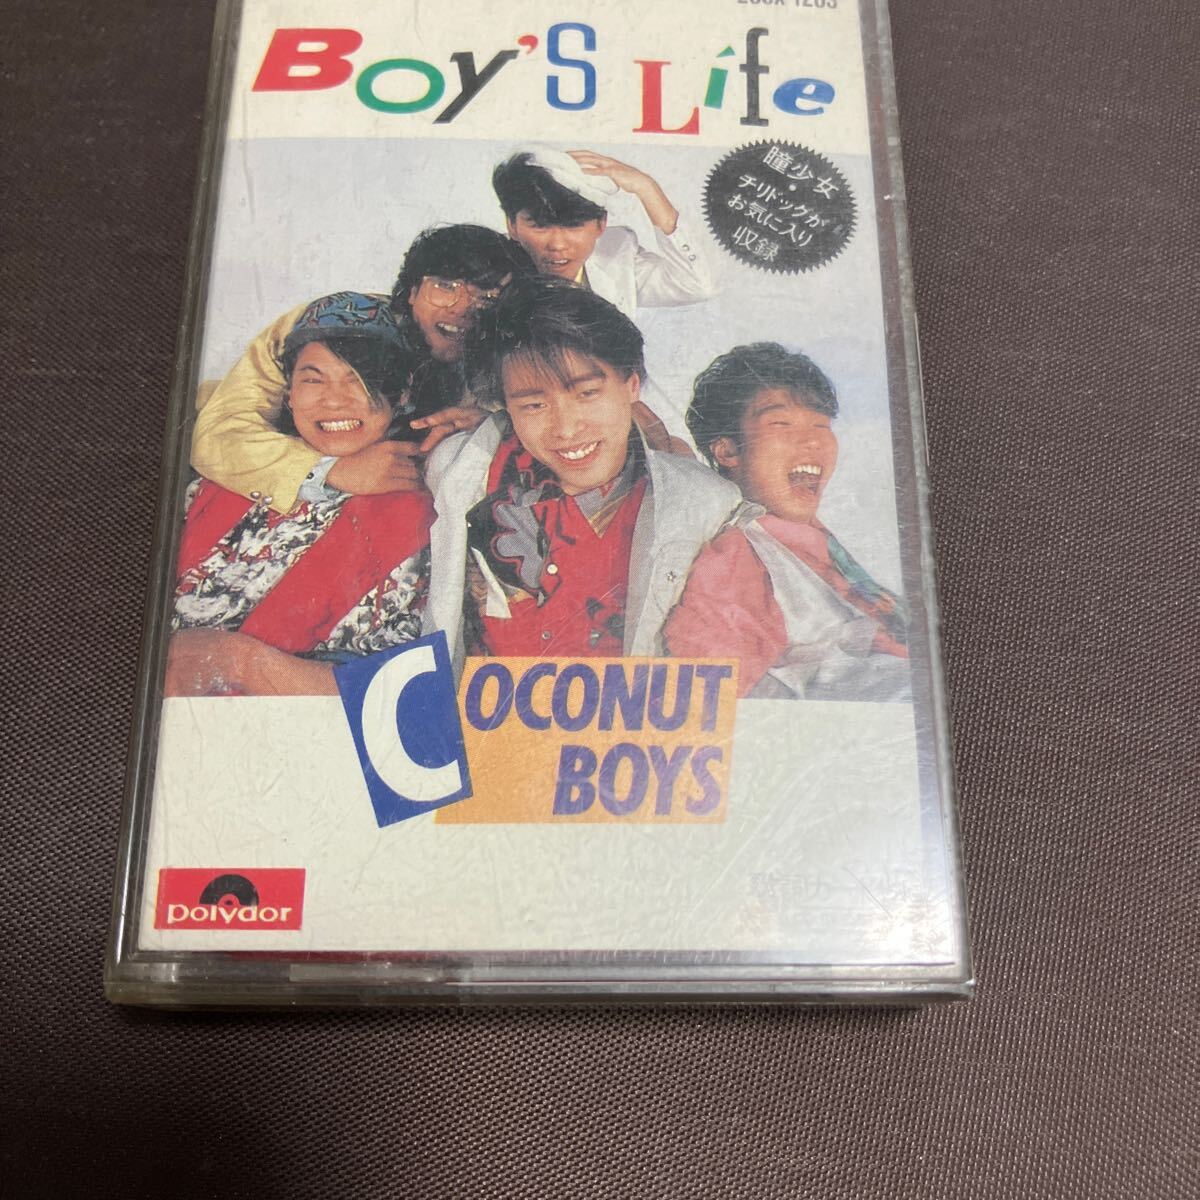 Boy's Life
瞳少女・
チリドッグが
お気に入り
収録
COCONUT
BOYS
polydor